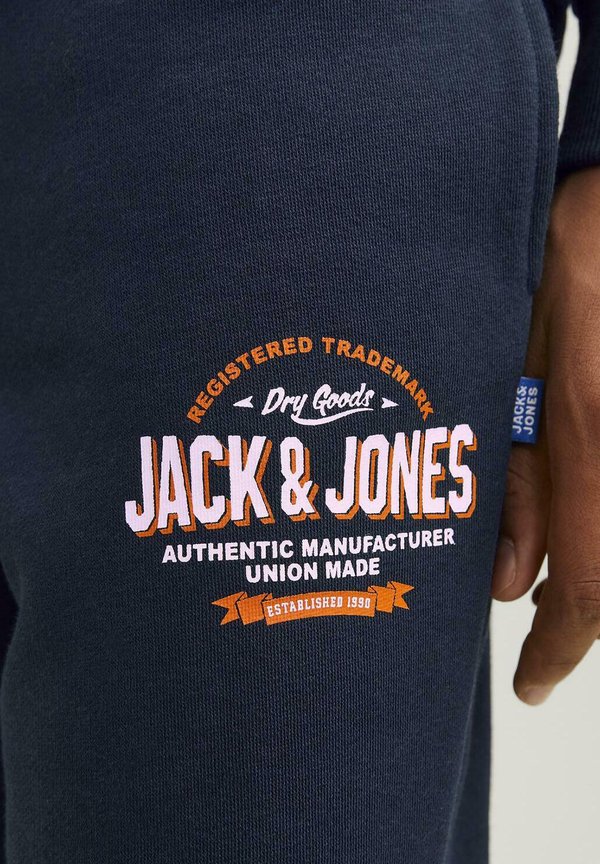 REGISTERED TRADEMARK
Dry Goods
JACK & JONES
AUTHENTIC MANUFACTURER
UNION MADE
ESTABLISHED 1990
JACK&
JONES